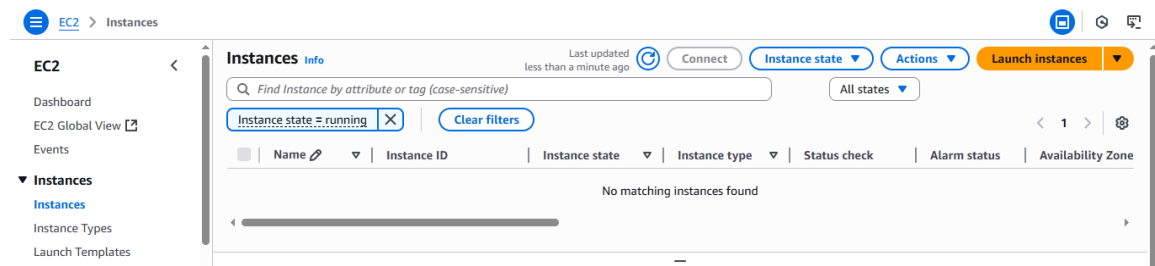 EC2 > Instances
EC2
Dashboard
EC2 Global View
Events
Instances
Instances
Instance Types
Launch Templates
Instances Info
Last updated
less than a minute ago
Connect
Instance state
Actions
Launch instances
Find Instance by attribute or tag (case-sensitive)
All states
Instance state = running
Clear filters
1
Name Instance ID Instance state Instance type Status check Alarm status Availability Zone
No matching instances found